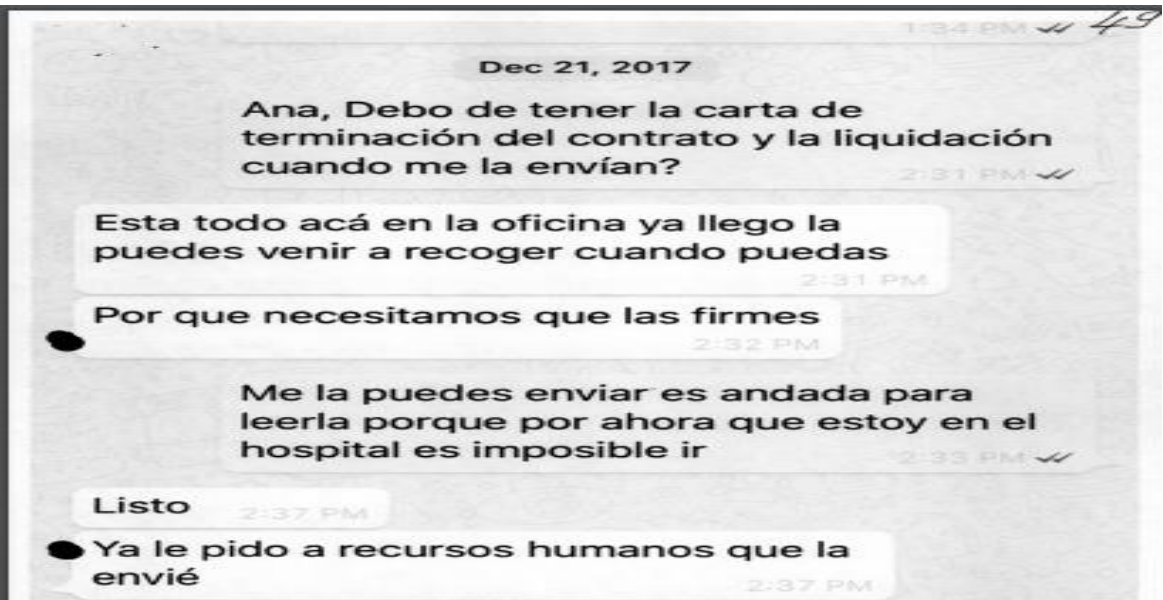 1:34 PM 49
Dec 21, 2017
Ana, Debo de tener la carta de
terminación del contrato y la liquidación
cuando me la envían?
2:31 PM
Esta todo acá en la oficina ya llego la
puedes venir a recoger cuando puedas
2:31 PM
Por que necesitamos que las firmes
2:32 PM
Me la puedes enviar es andada para
leerla porque por ahora que estoy en el
hospital es imposible ir
2:33 PM
Listo 2:37 PM
Ya le pido a recursos humanos que la
envié
2:37 PM